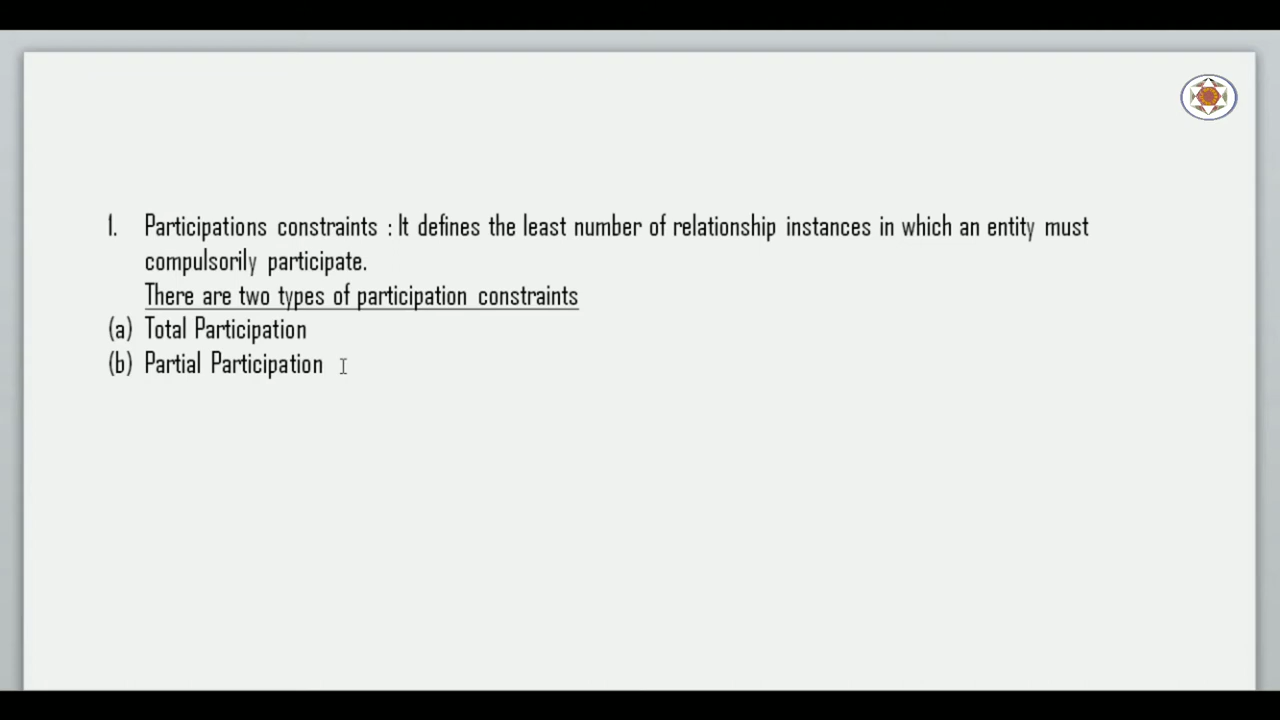 1. Participations constraints : It defines the least number of relationship instances in which an entity must
compulsorily participate.
There are two types of participation constraints
(a) Total Participation
(b) Partial Participation